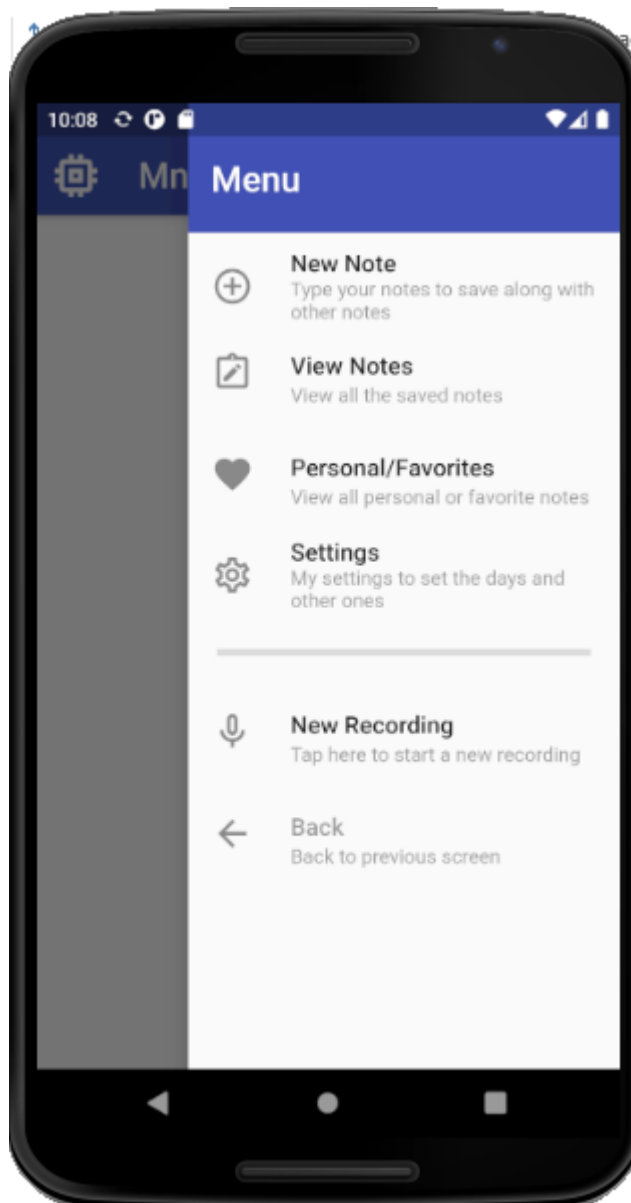 10:08
Mn
Menu
New Note
Type your notes to save along with
other notes
View Notes
View all the saved notes
Personal/Favorites
View all personal or favorite notes
Settings
My settings to set the days and
other ones
New Recording
Tap here to start a new recording
Back
Back to previous screen